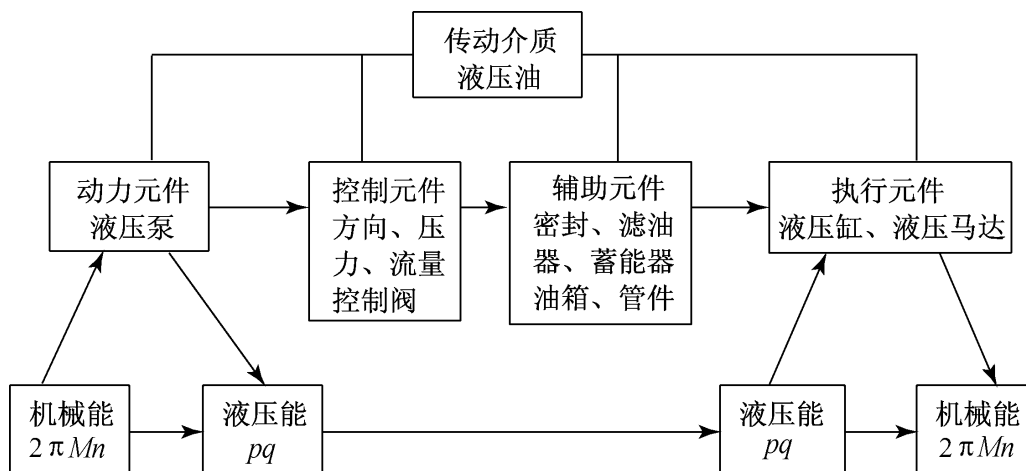 传动介质
液压油
动力元件
液压泵
控制元件
方向、压
力、流量
控制阀
辅助元件
密封、滤油
器、蓄能器
油箱、管件
执行元件
液压缸、液压马达
机械能
2πMn
液压能
pq
液压能
pq
机械能
2πMn